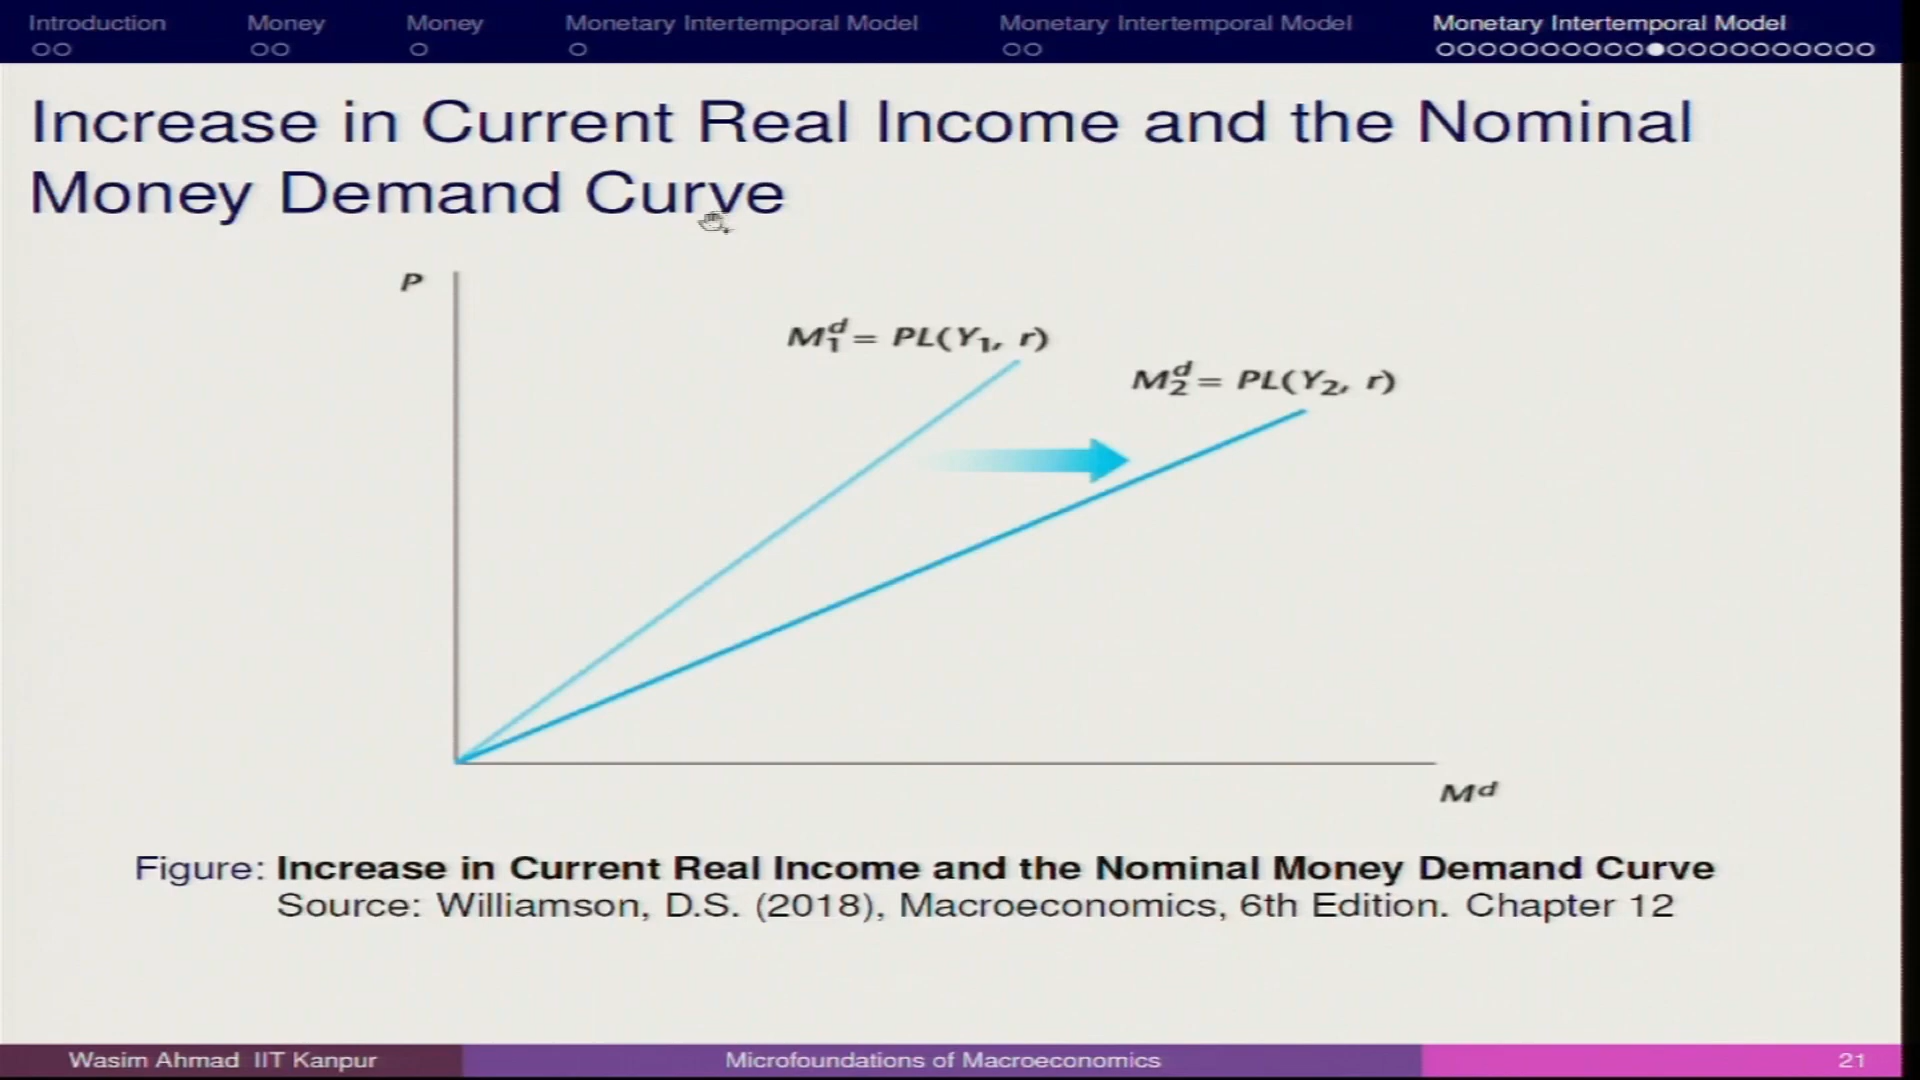 Introduction
Money
Money
Monetary Intertemporal Model
Monetary Intertemporal Model
Monetary Intertemporal Model
Increase in Current Real Income and the Nominal
Money Demand Curve
P
M₁ᵈ = PL(Y₁, r)
M₂ᵈ = PL(Y₂, r)
Mᵈ
Figure: Increase in Current Real Income and the Nominal Money Demand Curve
Source: Williamson, D.S. (2018), Macroeconomics, 6th Edition. Chapter 12
Wasim Ahmad IIT Kanpur
Microfoundations of Macroeconomics
21